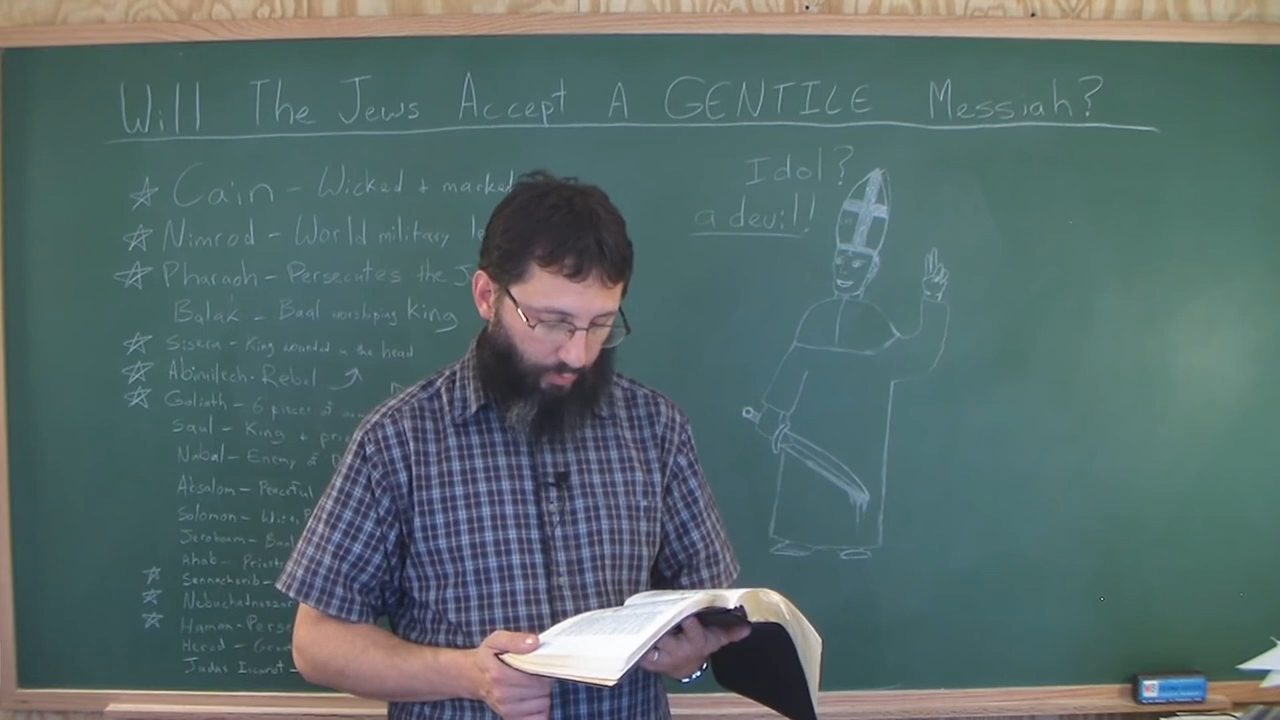 Will The Jews Accept A GENTILE Messiah?
Idol?
a devil!
Cain - Wicked + marked
Nimrod - World military
Pharaoh - Persecutes the
Balak - Baal worshiping King
Sisera - King wounded in the head
Abimilech - Rebel
Goliath - 6 pieces of
Saul - King +
Nabal - Enemy of
Absalom - Peaceful
Solomon -
Jeroboam -
Ahab -
Sennacherib -
Nebuchadnezzar
Haman -
Herod -
Judas Iscariot -